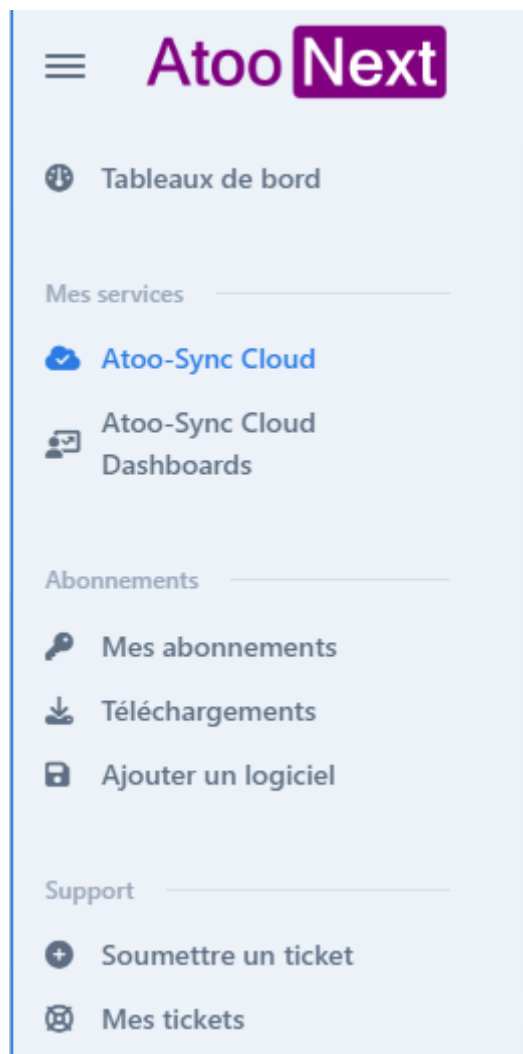 Atoo Next
Tableaux de bord
Mes services
Atoo-Sync Cloud
Atoo-Sync Cloud
Dashboards
Abonnements
Mes abonnements
Téléchargements
Ajouter un logiciel
Support
Soumettre un ticket
Mes tickets